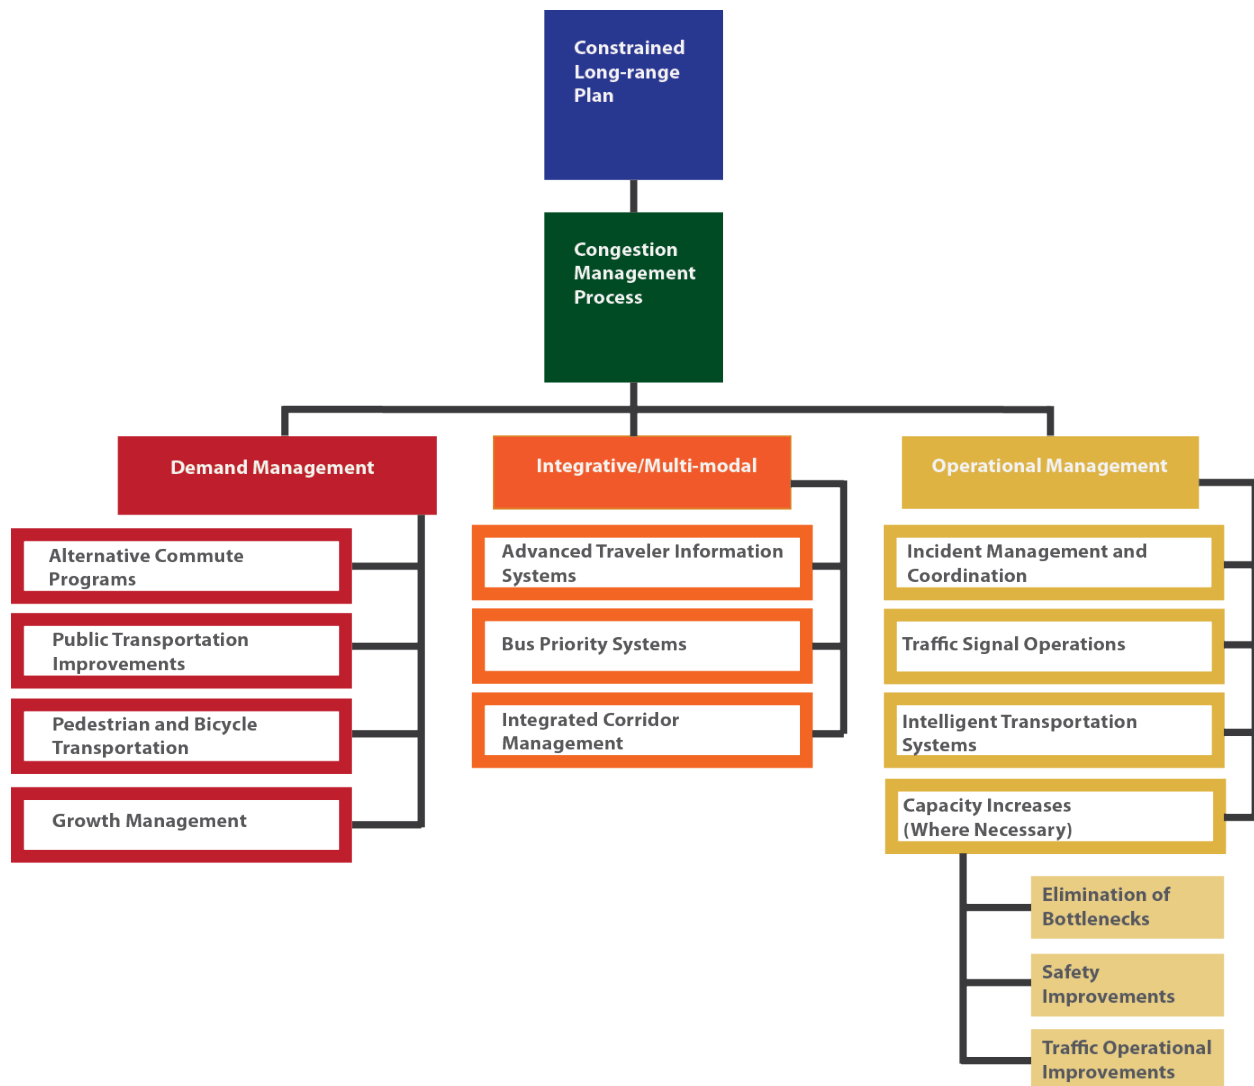 Constrained
Long-range
Plan
Congestion
Management
Process
Demand Management
Alternative Commute
Programs
Public Transportation
Improvements
Pedestrian and Bicycle
Transportation
Growth Management
Integrative/Multi-modal
Advanced Traveler Information
Systems
Bus Priority Systems
Integrated Corridor
Management
Operational Management
Incident Management and
Coordination
Traffic Signal Operations
Intelligent Transportation
Systems
Capacity Increases
(Where Necessary)
Elimination of
Bottlenecks
Safety
Improvements
Traffic Operational
Improvements